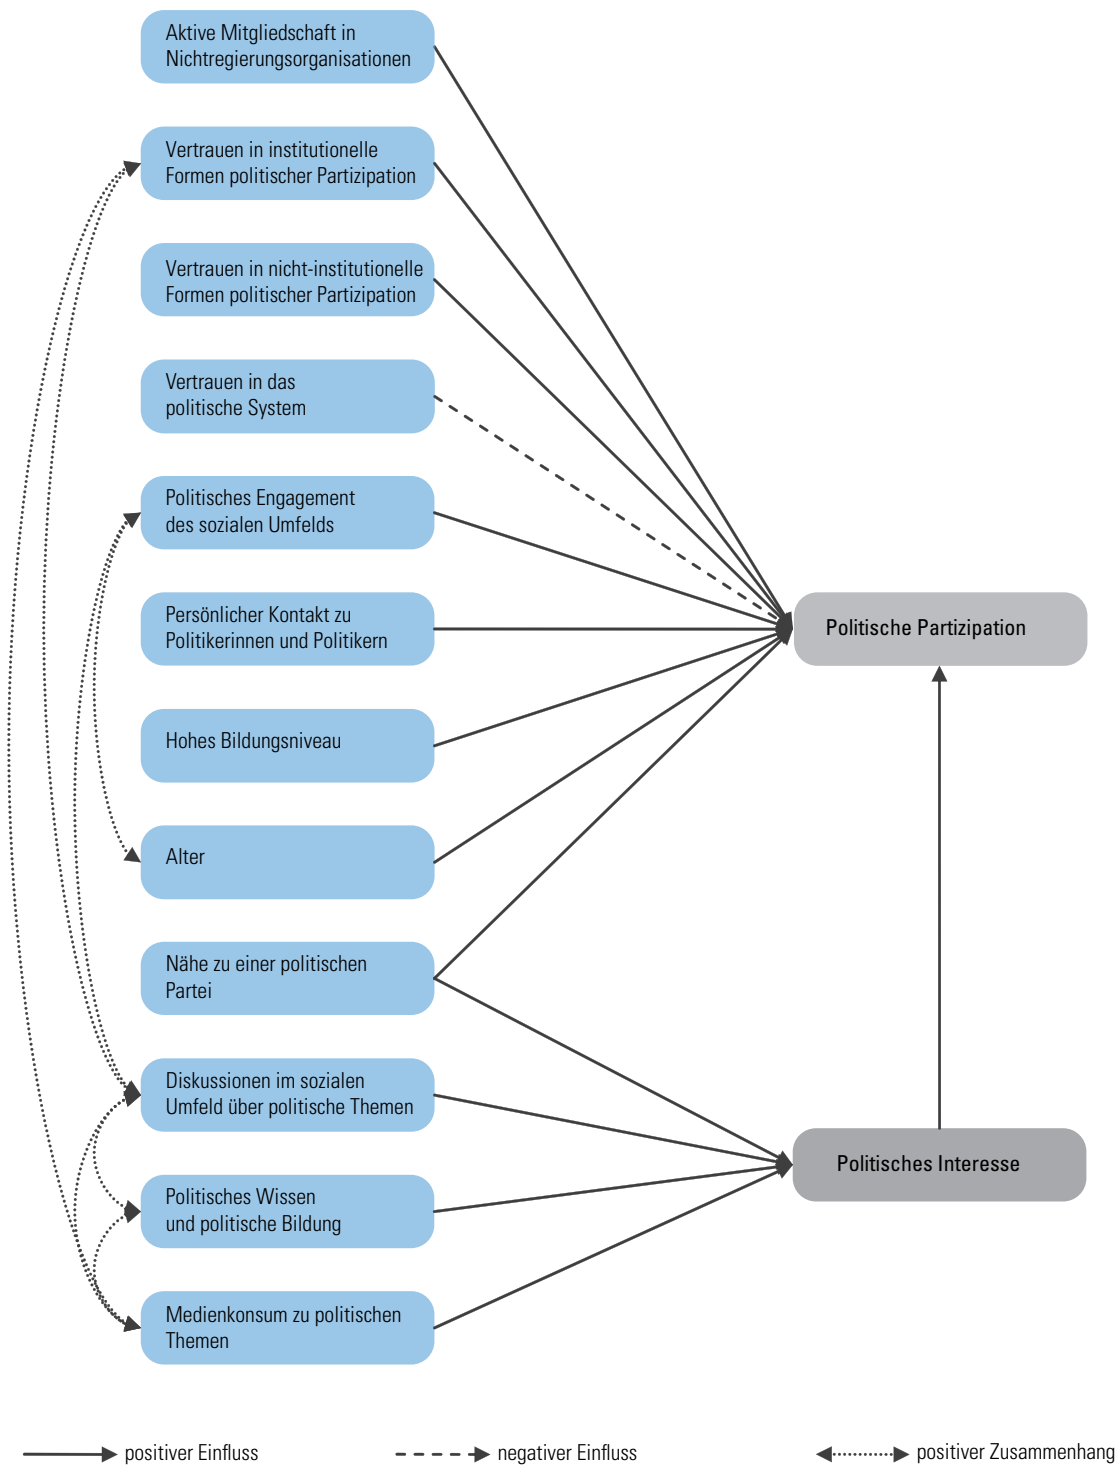 Aktive Mitgliedschaft in
Nichtregierungsorganisationen
Vertrauen in institutionelle
Formen politischer Partizipation
Vertrauen in nicht-institutionelle
Formen politischer Partizipation
Vertrauen in das
politische System
Politisches Engagement
des sozialen Umfelds
Persönlicher Kontakt zu
Politikerinnen und Politikern
Politische Partizipation
Hohes Bildungsniveau
Alter
Nähe zu einer politischen
Partei
Diskussionen im sozialen
Umfeld über politische Themen
Politisches Interesse
Politisches Wissen
und politische Bildung
Medienkonsum zu politischen
Themen
positiver Einfluss
negativer Einfluss
positiver Zusammenhang